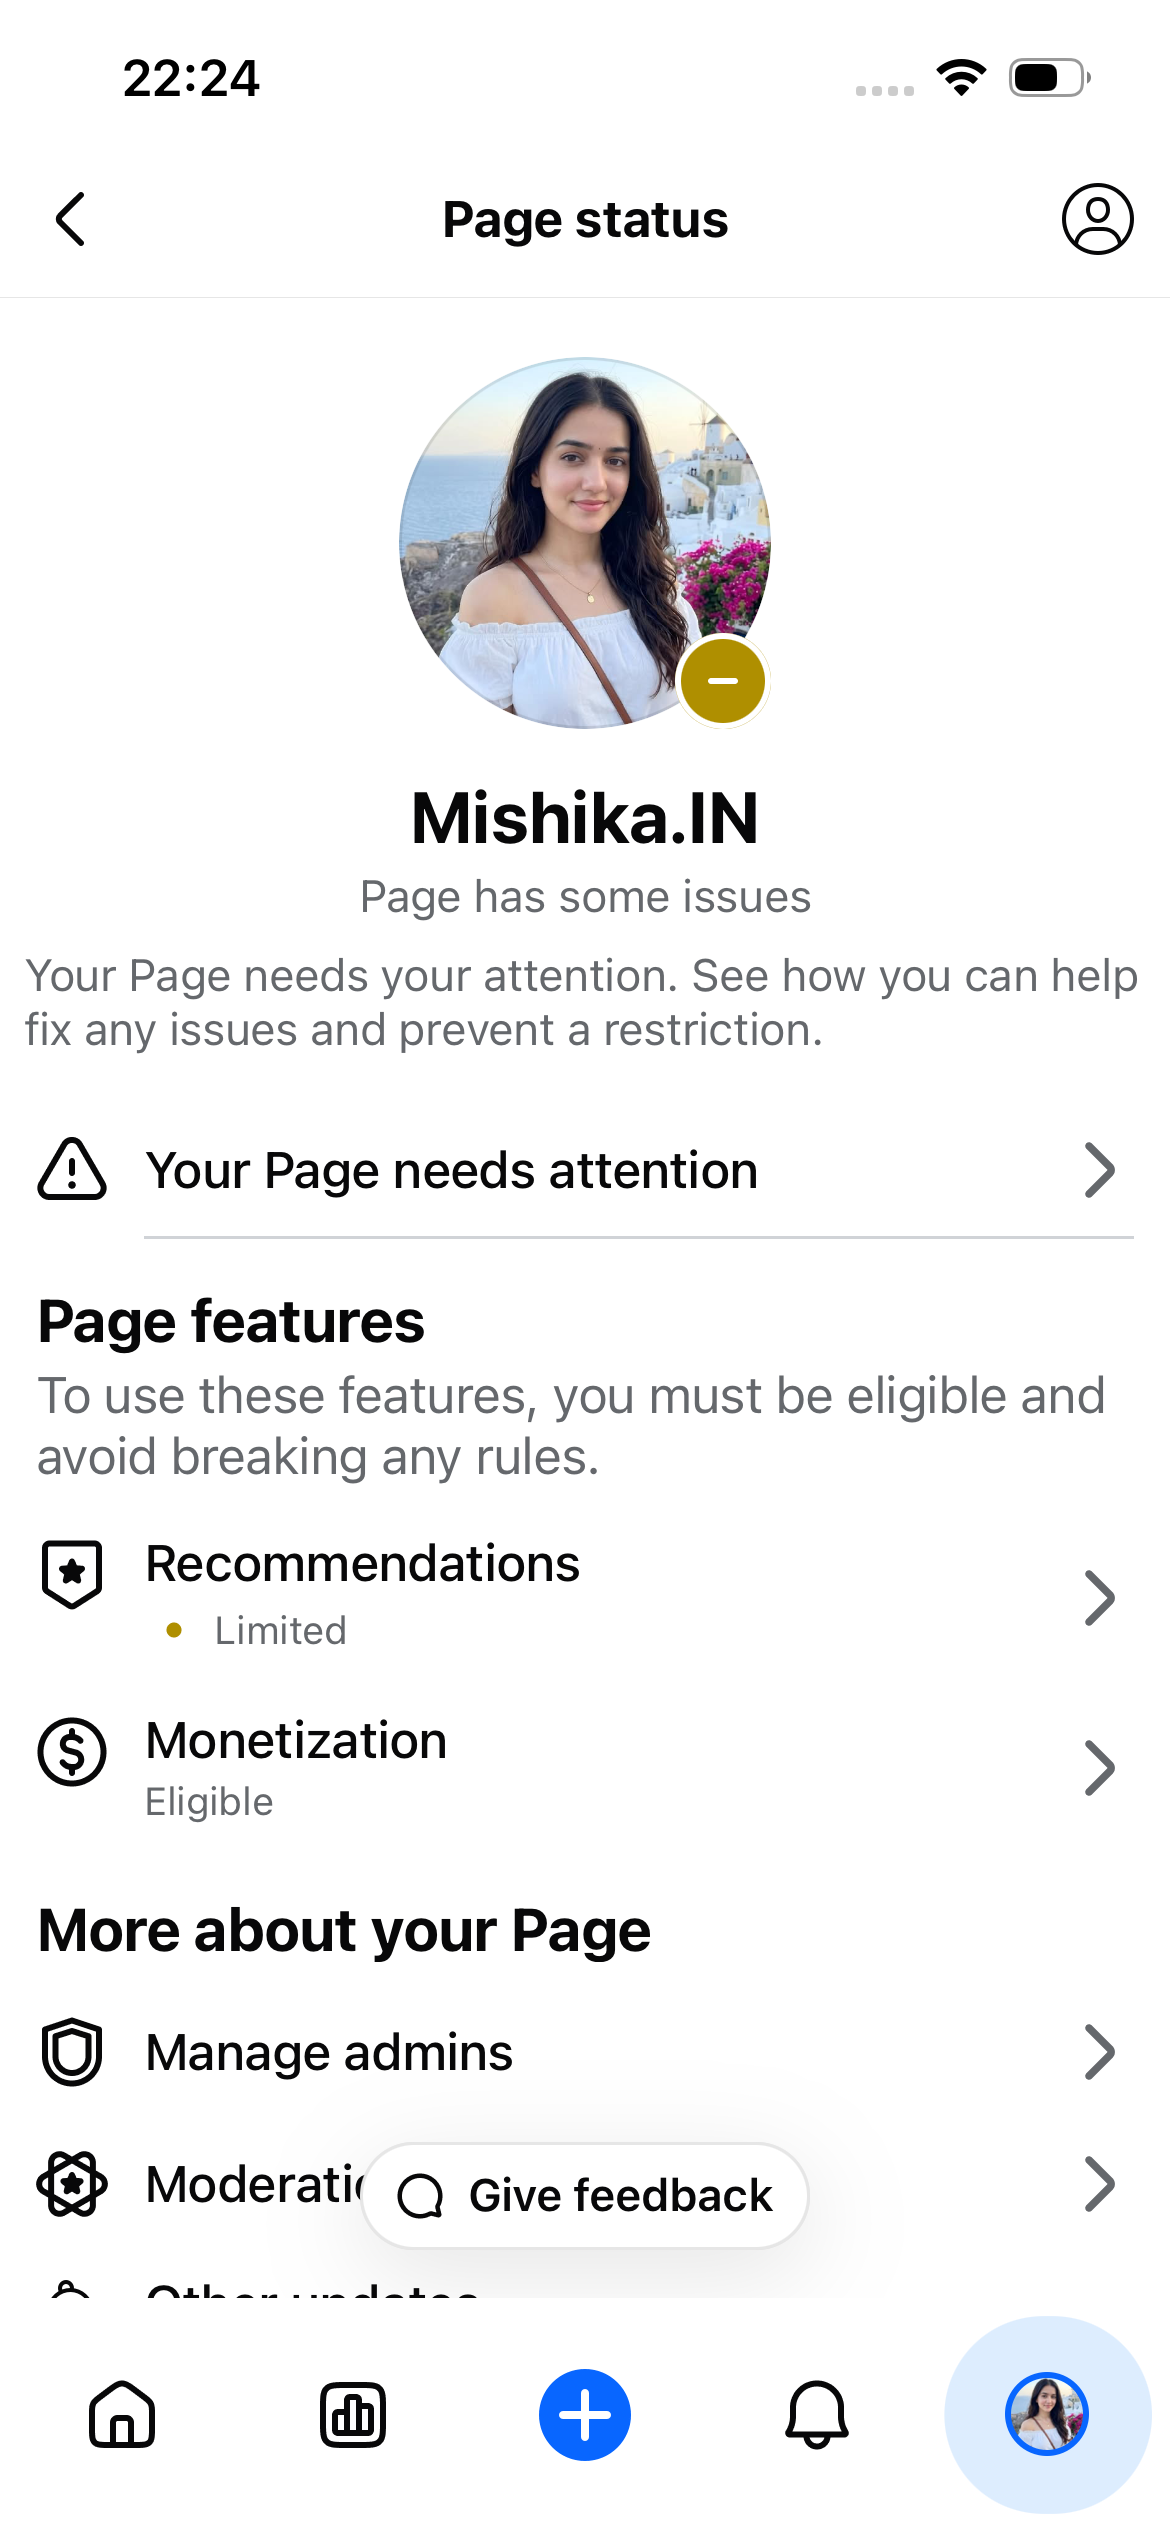 22:24
Page status
Mishika.IN
Page has some issues
Your Page needs your attention. See how you can help
fix any issues and prevent a restriction.
Your Page needs attention
Page features
To use these features, you must be eligible and
avoid breaking any rules.
Recommendations
Limited
Monetization
Eligible
More about your Page
Manage admins
Give feedback
Other updates